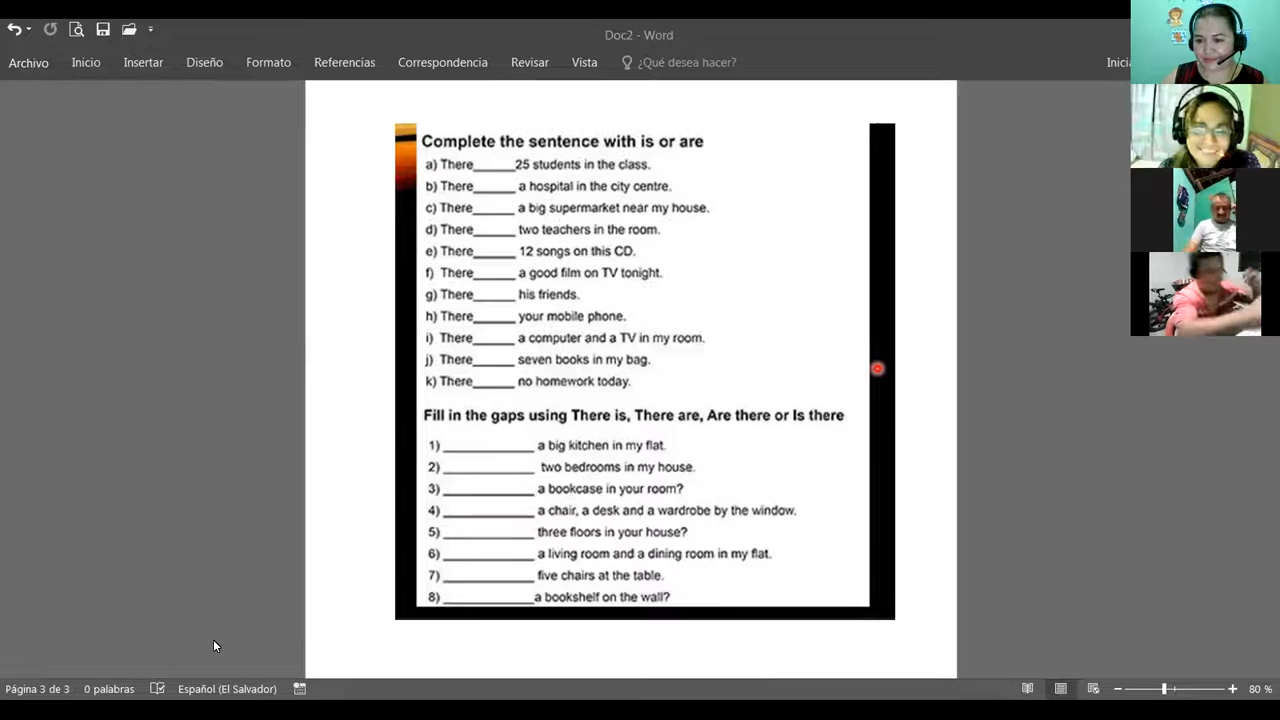 Doc2 - Word
Archivo Inicio Insertar Diseño Formato Referencias Correspondencia Revisar Vista ¿Qué desea hacer? Inicia
Complete the sentence with is or are
a) There______25 students in the class.
b) There______ a hospital in the city centre.
c) There______ a big supermarket near my house.
d) There______ two teachers in the room.
e) There______ 12 songs on this CD.
f) There______ a good film on TV tonight.
g) There______ his friends.
h) There______ your mobile phone.
i) There______ a computer and a TV in my room.
j) There______ seven books in my bag.
k) There______ no homework today.
Fill in the gaps using There is, There are, Are there or Is there
1) _____________ a big kitchen in my flat.
2) _____________ two bedrooms in my house.
3) _____________ a bookcase in your room?
4) _____________ a chair, a desk and a wardrobe by the window.
5) _____________ three floors in your house?
6) _____________ a living room and a dining room in my flat.
7) _____________ five chairs at the table.
8) _____________a bookshelf on the wall?
Página 3 de 3 0 palabras Español (El Salvador) 80 %